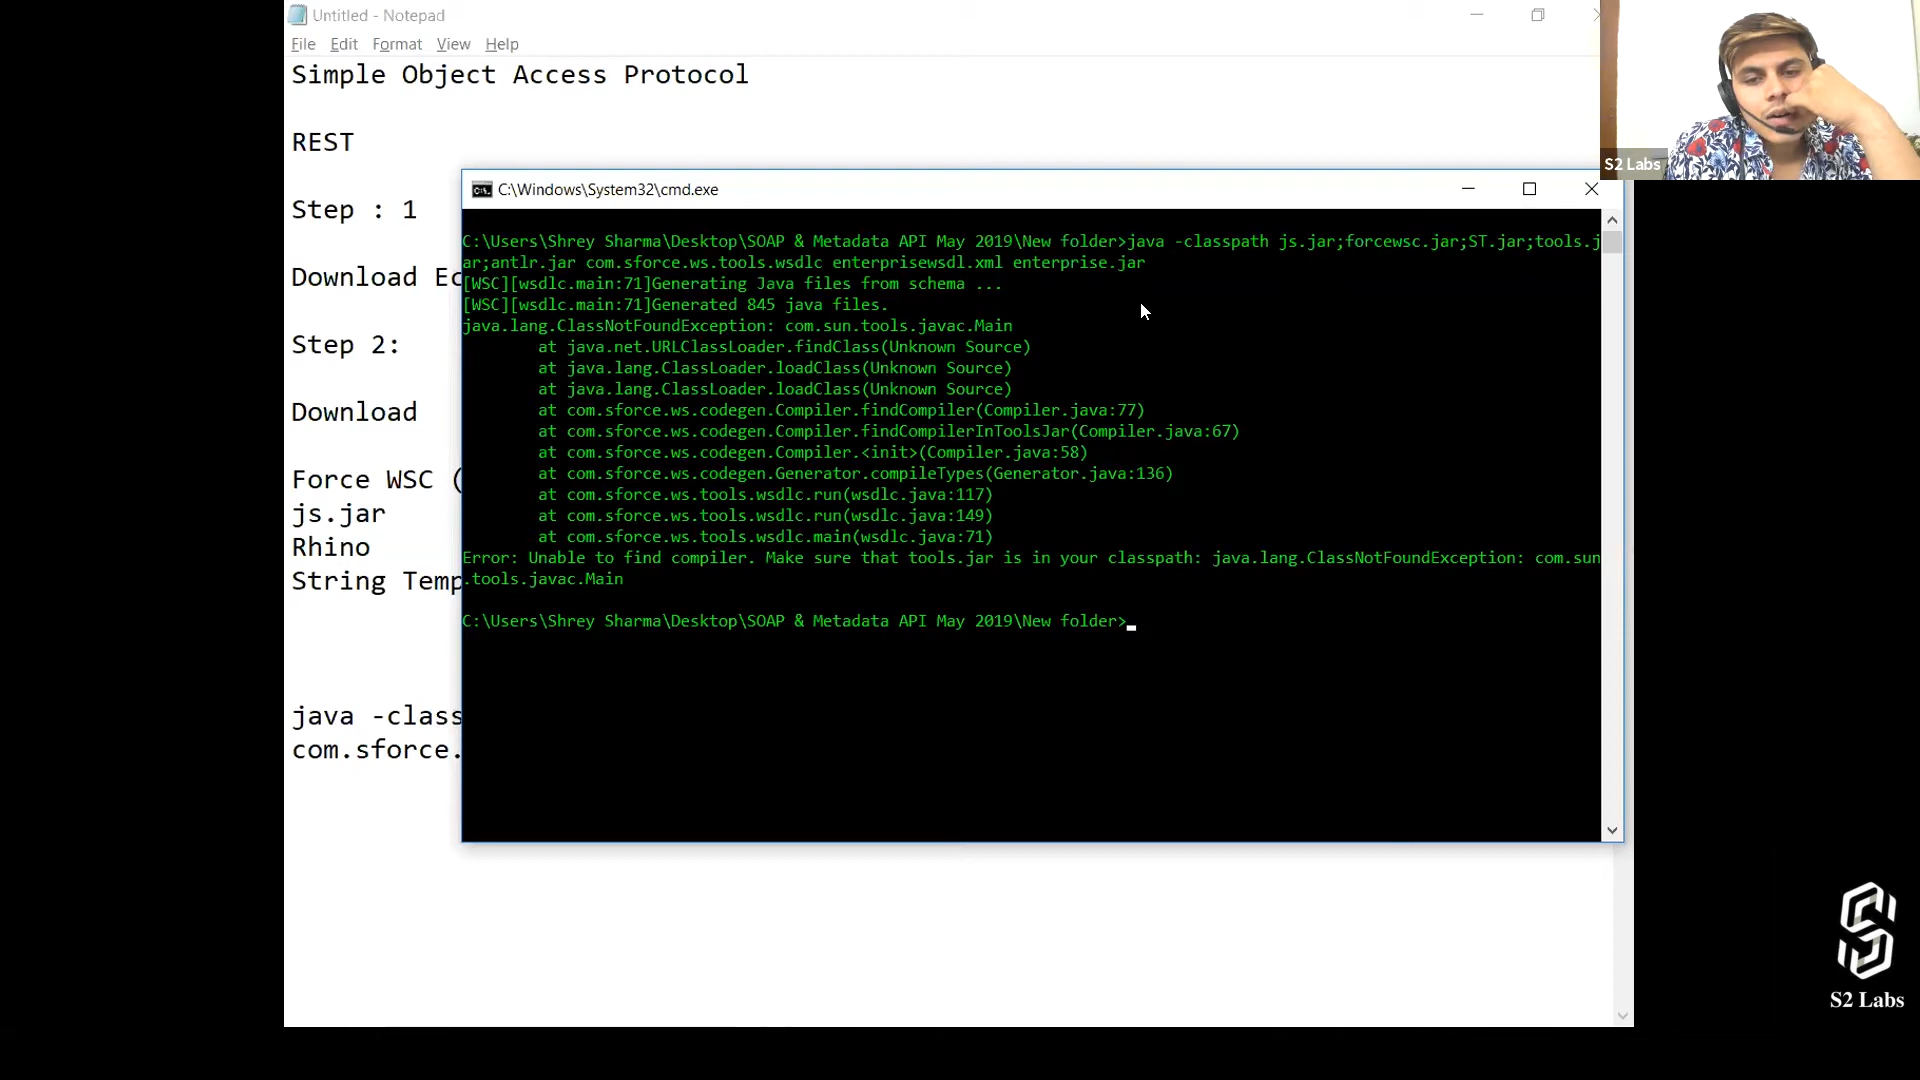 Untitled - Notepad
File Edit Format View Help
Simple Object Access Protocol
REST
Step : 1
Download Ec
Step 2:
Download
Force WSC (
js.jar
Rhino
String Temp
java -class
com.sforce.
C:\Windows\System32\cmd.exe
C:\Users\Shrey Sharma\Desktop\SOAP & Metadata API May 2019\New folder>java -classpath js.jar;forcewsc.jar;ST.jar;tools.j
ar;antlr.jar com.sforce.ws.tools.wsdlc enterprisewsdl.xml enterprise.jar
[WSC][wsdlc.main:71]Generating Java files from schema ...
[WSC][wsdlc.main:71]Generated 845 java files.
java.lang.ClassNotFoundException: com.sun.tools.javac.Main
at java.net.URLClassLoader.findClass(Unknown Source)
at java.lang.ClassLoader.loadClass(Unknown Source)
at java.lang.ClassLoader.loadClass(Unknown Source)
at com.sforce.ws.codegen.Compiler.findCompiler(Compiler.java:77)
at com.sforce.ws.codegen.Compiler.findCompilerInToolsJar(Compiler.java:67)
at com.sforce.ws.codegen.Compiler.<init>(Compiler.java:58)
at com.sforce.ws.codegen.Generator.compileTypes(Generator.java:136)
at com.sforce.ws.tools.wsdlc.run(wsdlc.java:117)
at com.sforce.ws.tools.wsdlc.run(wsdlc.java:149)
at com.sforce.ws.tools.wsdlc.main(wsdlc.java:71)
Error: Unable to find compiler. Make sure that tools.jar is in your classpath: java.lang.ClassNotFoundException: com.sun
.tools.javac.Main
C:\Users\Shrey Sharma\Desktop\SOAP & Metadata API May 2019\New folder>
S2 Labs
S2 Labs